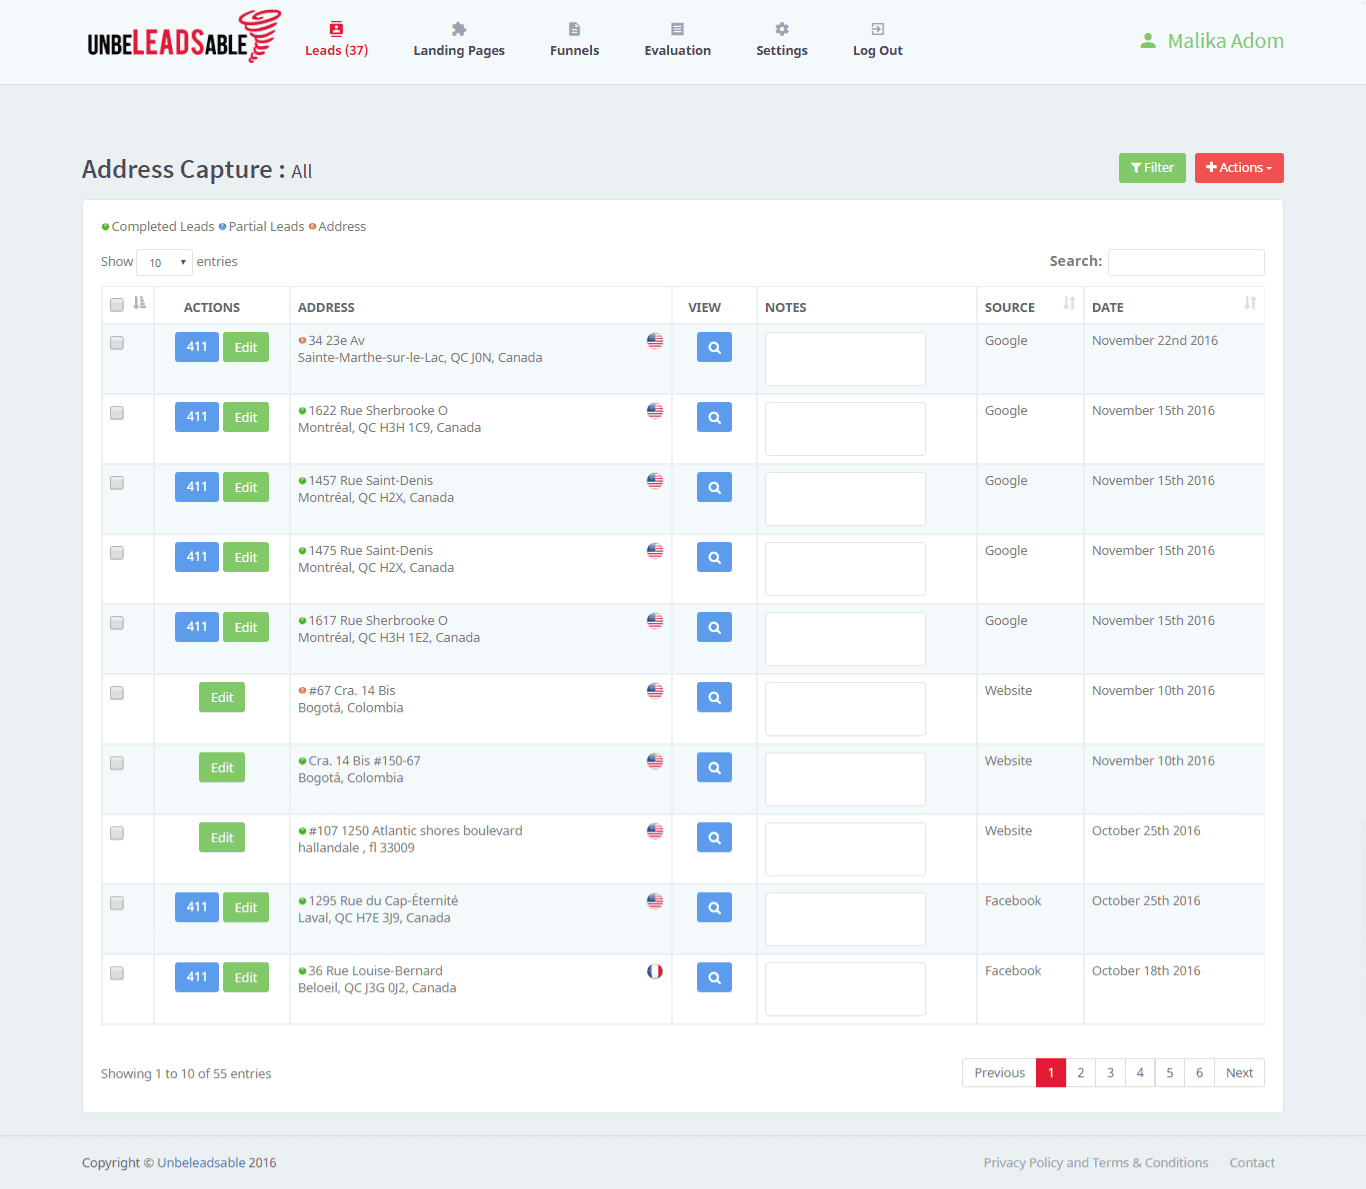 UNBELEADSABLE
Leads (37)
Landing Pages
Funnels
Evaluation
Settings
Log Out
Malika Adom
Address Capture : All
Filter
Actions
Completed Leads Partial Leads Address
Show 10 entries
Search:
ACTIONS ADDRESS VIEW NOTES SOURCE DATE
411 Edit 34 23e Av Google November 22nd 2016
Sainte-Marthe-sur-le-Lac, QC J0N, Canada
411 Edit 1622 Rue Sherbrooke O Google November 15th 2016
Montréal, QC H3H 1C9, Canada
411 Edit 1457 Rue Saint-Denis Google November 15th 2016
Montréal, QC H2X, Canada
411 Edit 1475 Rue Saint-Denis Google November 15th 2016
Montréal, QC H2X, Canada
411 Edit 1617 Rue Sherbrooke O Google November 15th 2016
Montréal, QC H3H 1E2, Canada
Edit #67 Cra. 14 Bis Website November 10th 2016
Bogotá, Colombia
Edit Cra. 14 Bis #150-67 Website November 10th 2016
Bogotá, Colombia
Edit #107 1250 Atlantic shores boulevard Website October 25th 2016
hallandale , fl 33009
411 Edit 1295 Rue du Cap-Éternité Facebook October 25th 2016
Laval, QC H7E 3J9, Canada
411 Edit 36 Rue Louise-Bernard Facebook October 18th 2016
Beloeil, QC J3G 0J2, Canada
Showing 1 to 10 of 55 entries
Previous 1 2 3 4 5 6 Next
Copyright © Unbeleadsable 2016
Privacy Policy and Terms & Conditions Contact